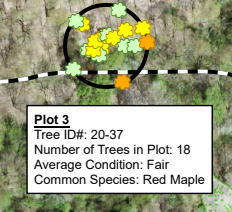 Plot 3
Tree ID#: 20-37
Number of Trees in Plot: 18
Average Condition: Fair
Common Species: Red Maple